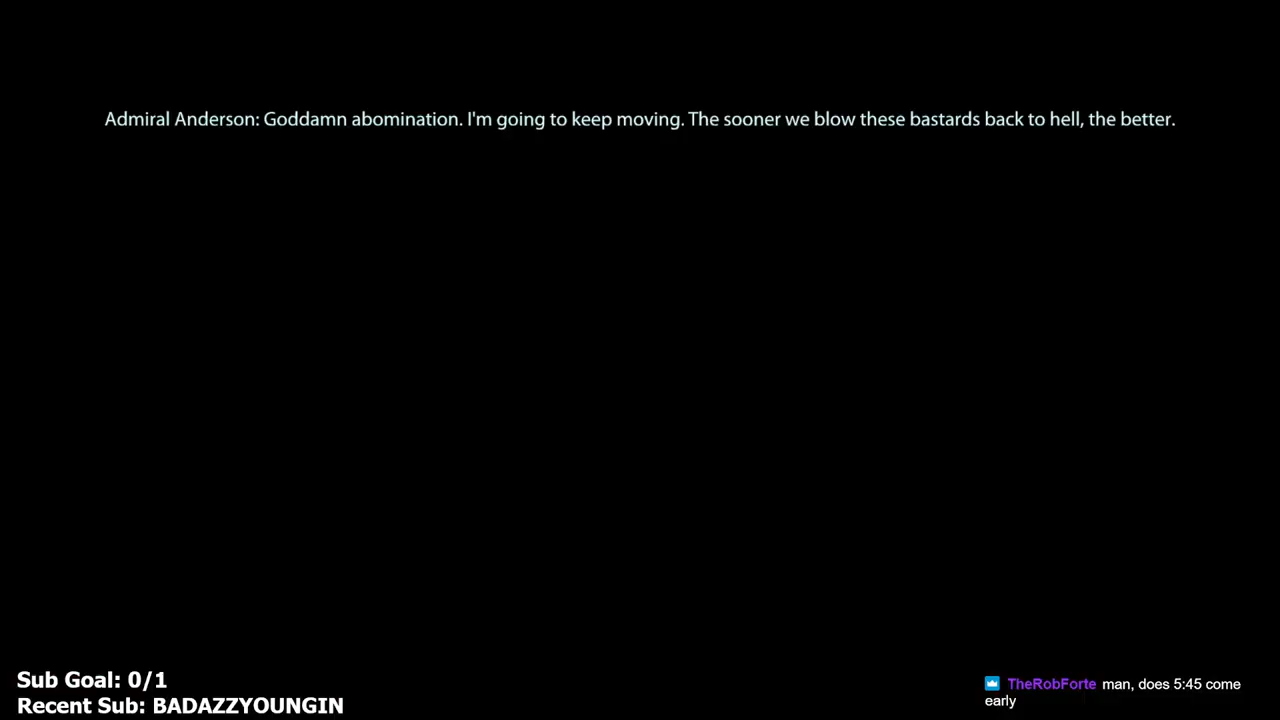 Admiral Anderson: Goddamn abomination. I'm going to keep moving. The sooner we blow these bastards back to hell, the better.
Sub Goal: 0/1
Recent Sub: BADAZZYOUNGIN
TheRobForte man, does 5:45 come
early